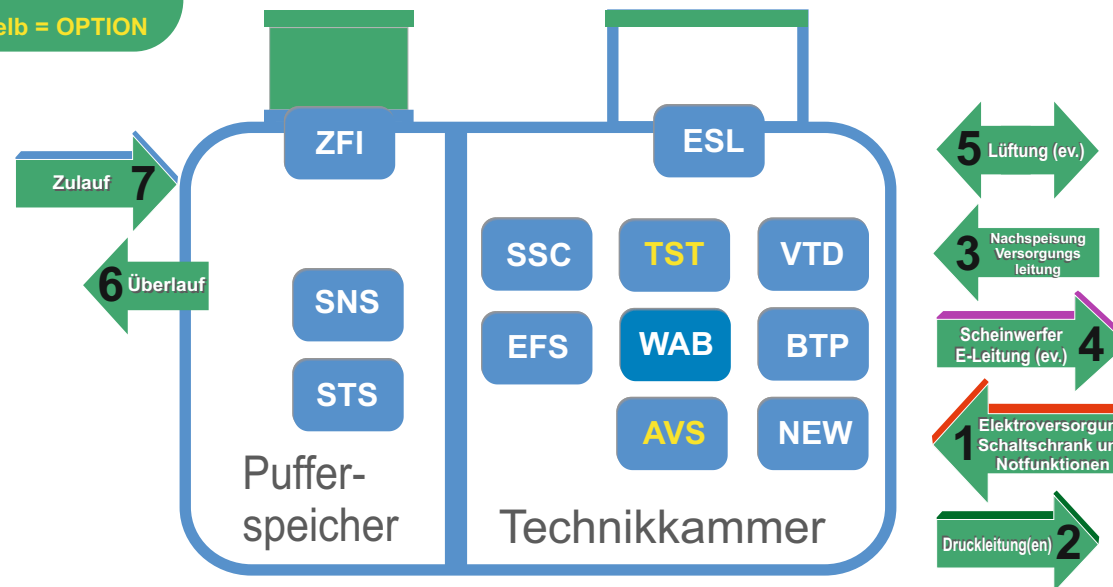 elb = OPTION
ZFI
ESL
Zulauf 7
5 Lüftung (ev.)
SSC
TST
VTD
3
Nachspeisung
Versorgungs
leitung
6 Überlauf
SNS
EFS
WAB
BTP
Scheinwerfer
E-Leitung (ev.) 4
STS
AVS
NEW
1
Elektroversorgun
Schaltschrank un
Notfunktionen
Puffer-
speicher
Technikkammer
Druckleitung(en) 2